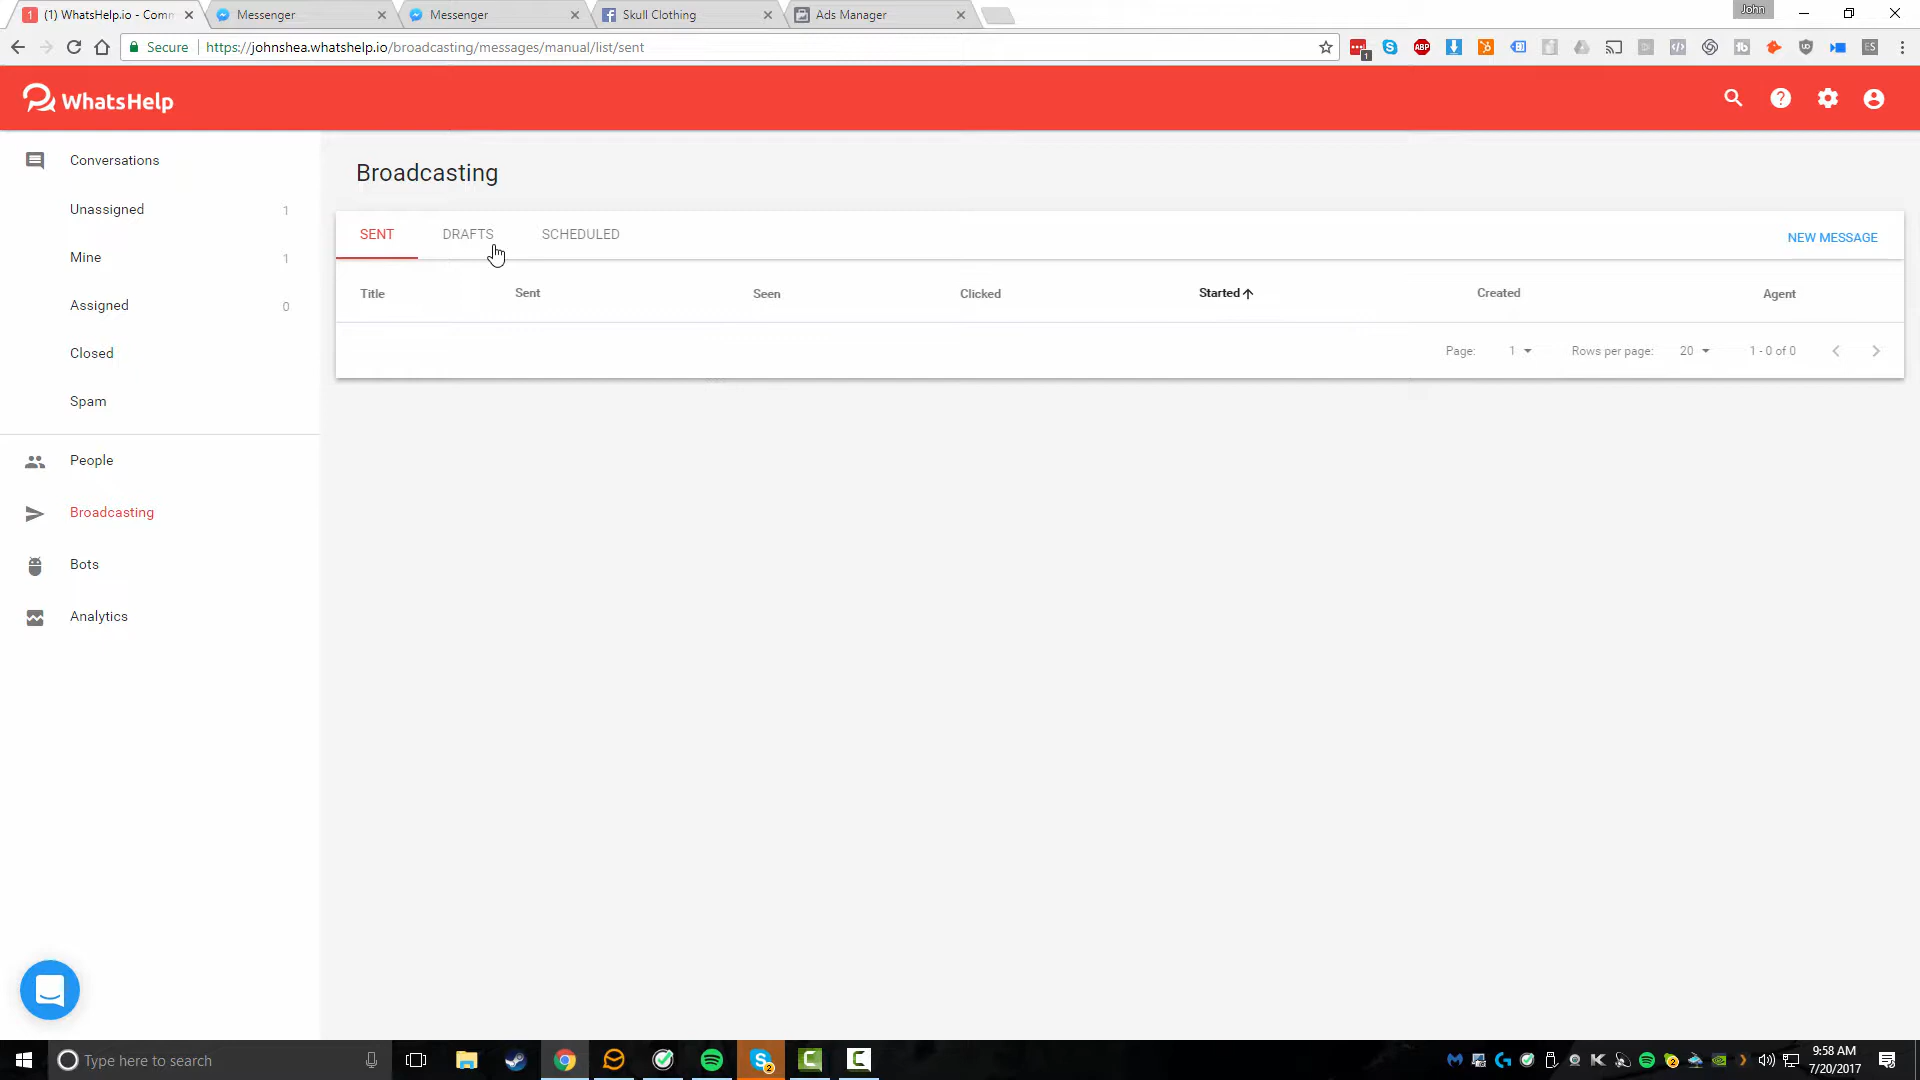 (1) WhatsHelp.io - Comm
Messenger
Messenger
Skull Clothing
Ads Manager
John
Secure
https://johnshea.whatshelp.io/broadcasting/messages/manual/list/sent
WhatsHelp
Conversations
Unassigned 1
Mine 1
Assigned 0
Closed
Spam
People
Broadcasting
Bots
Analytics
Broadcasting
SENT DRAFTS SCHEDULED NEW MESSAGE
Title Sent Seen Clicked Started Created Agent
Page: 1 Rows per page: 20 1 - 0 of 0
Type here to search
9:58 AM
7/20/2017